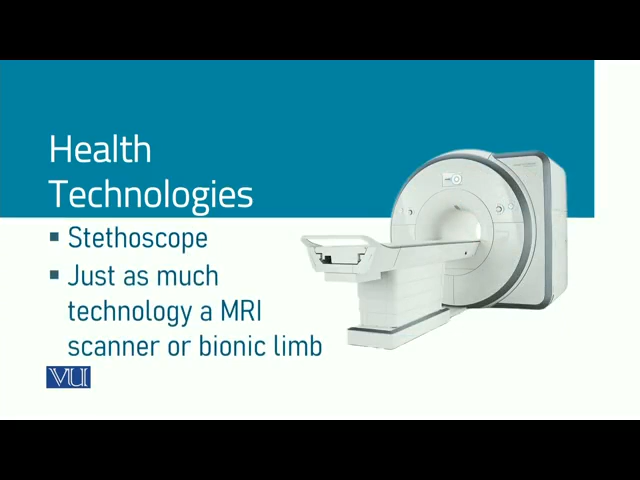 Health
Technologies
▪ Stethoscope
▪ Just as much
technology a MRI
scanner or bionic limb
VU